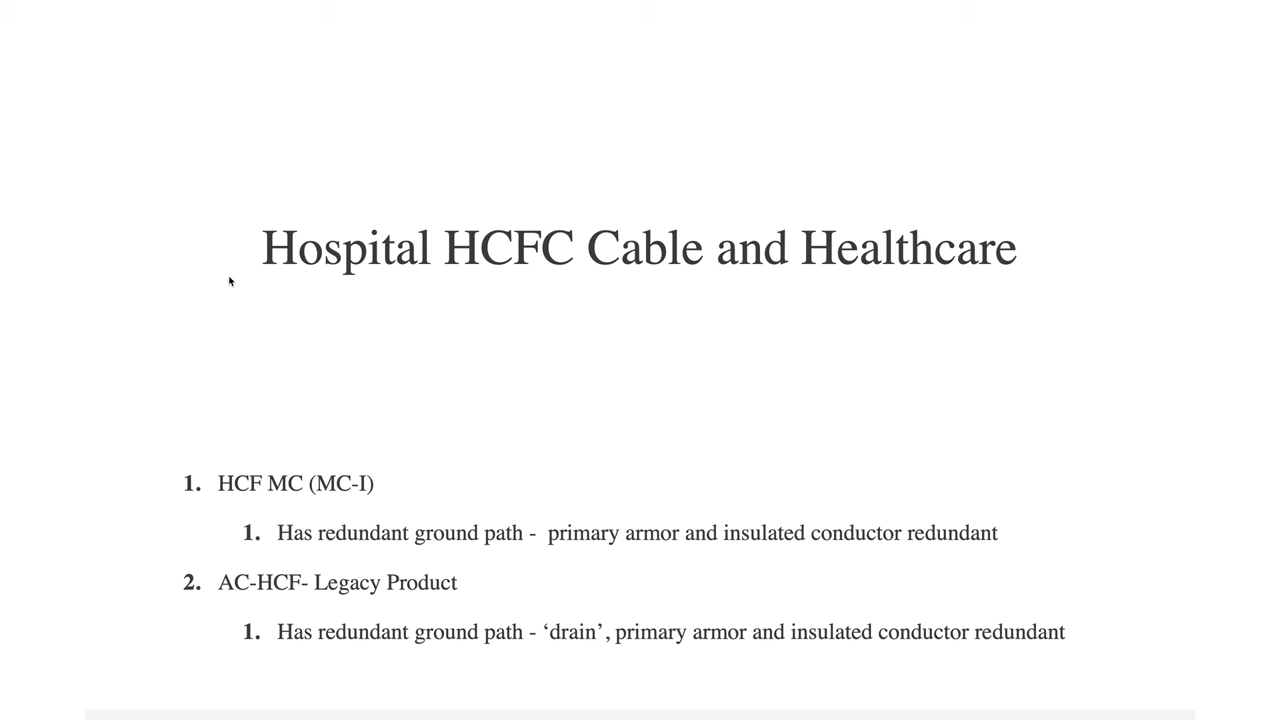 Hospital HCFC Cable and Healthcare
1. HCF MC (MC-I)
1. Has redundant ground path - primary armor and insulated conductor redundant
2. AC-HCF- Legacy Product
1. Has redundant ground path - ‘drain’, primary armor and insulated conductor redundant